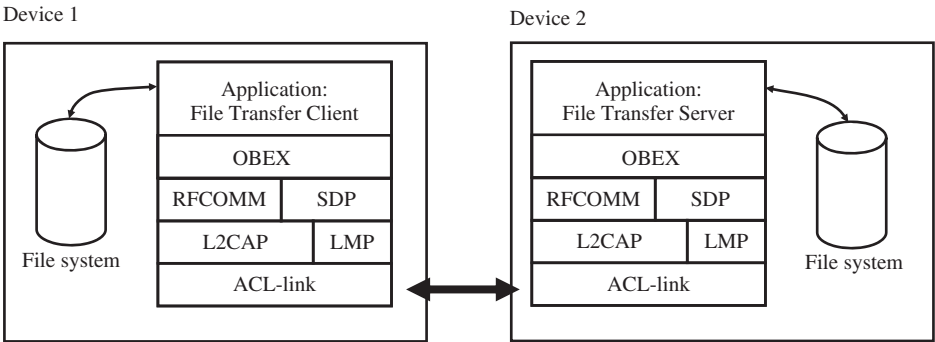 Device 1
Application:
File Transfer Client
OBEX
RFCOMM
SDP
L2CAP
LMP
ACL-link
File system
Device 2
Application:
File Transfer Server
OBEX
RFCOMM
SDP
L2CAP
LMP
ACL-link
File system